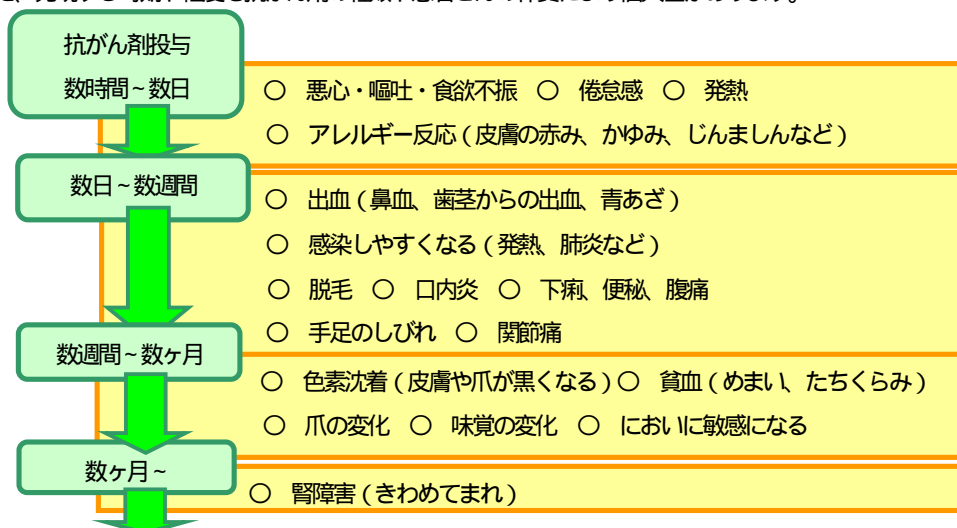 抗がん剤投与
数時間~数日
○ 悪心・嘔吐・食欲不振 ○ 倦怠感 ○ 発熱
○ アレルギー反応(皮膚の赤み、かゆみ、じんましんなど)
数日~数週間
○ 出血(鼻血、歯茎からの出血、青あざ)
○ 感染しやすくなる(発熱、肺炎など)
○ 脱毛 ○ 口内炎 ○ 下痢、便秘、腹痛
○ 手足のしびれ ○ 関節痛
数週間~数ヶ月
○ 色素沈着(皮膚や爪が黒くなる)○ 貧血(めまい、たちくらみ)
○ 爪の変化 ○ 味覚の変化 ○ においに敏感になる
数ヶ月~
○ 腎障害(きわめてまれ)